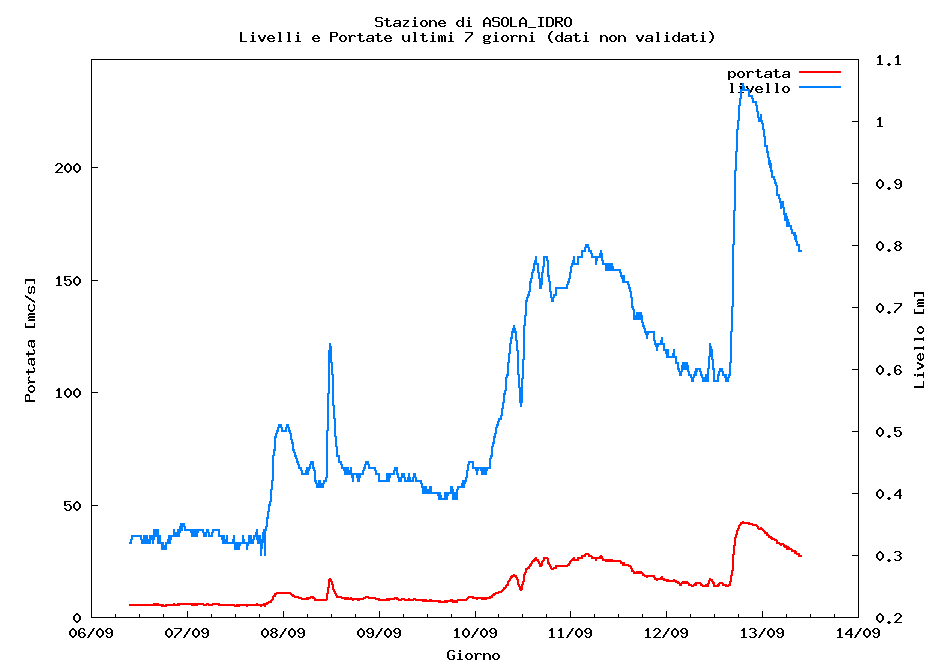 Stazione di ASOLA_IDRO
Livelli e Portate ultimi 7 giorni (dati non validati)
portata
livello
Portata [mc/s]
200
150
100
50
0
Livello [m]
1.1
1
0.9
0.8
0.7
0.6
0.5
0.4
0.3
0.2
06/09 07/09 08/09 09/09 10/09 11/09 12/09 13/09 14/09
Giorno